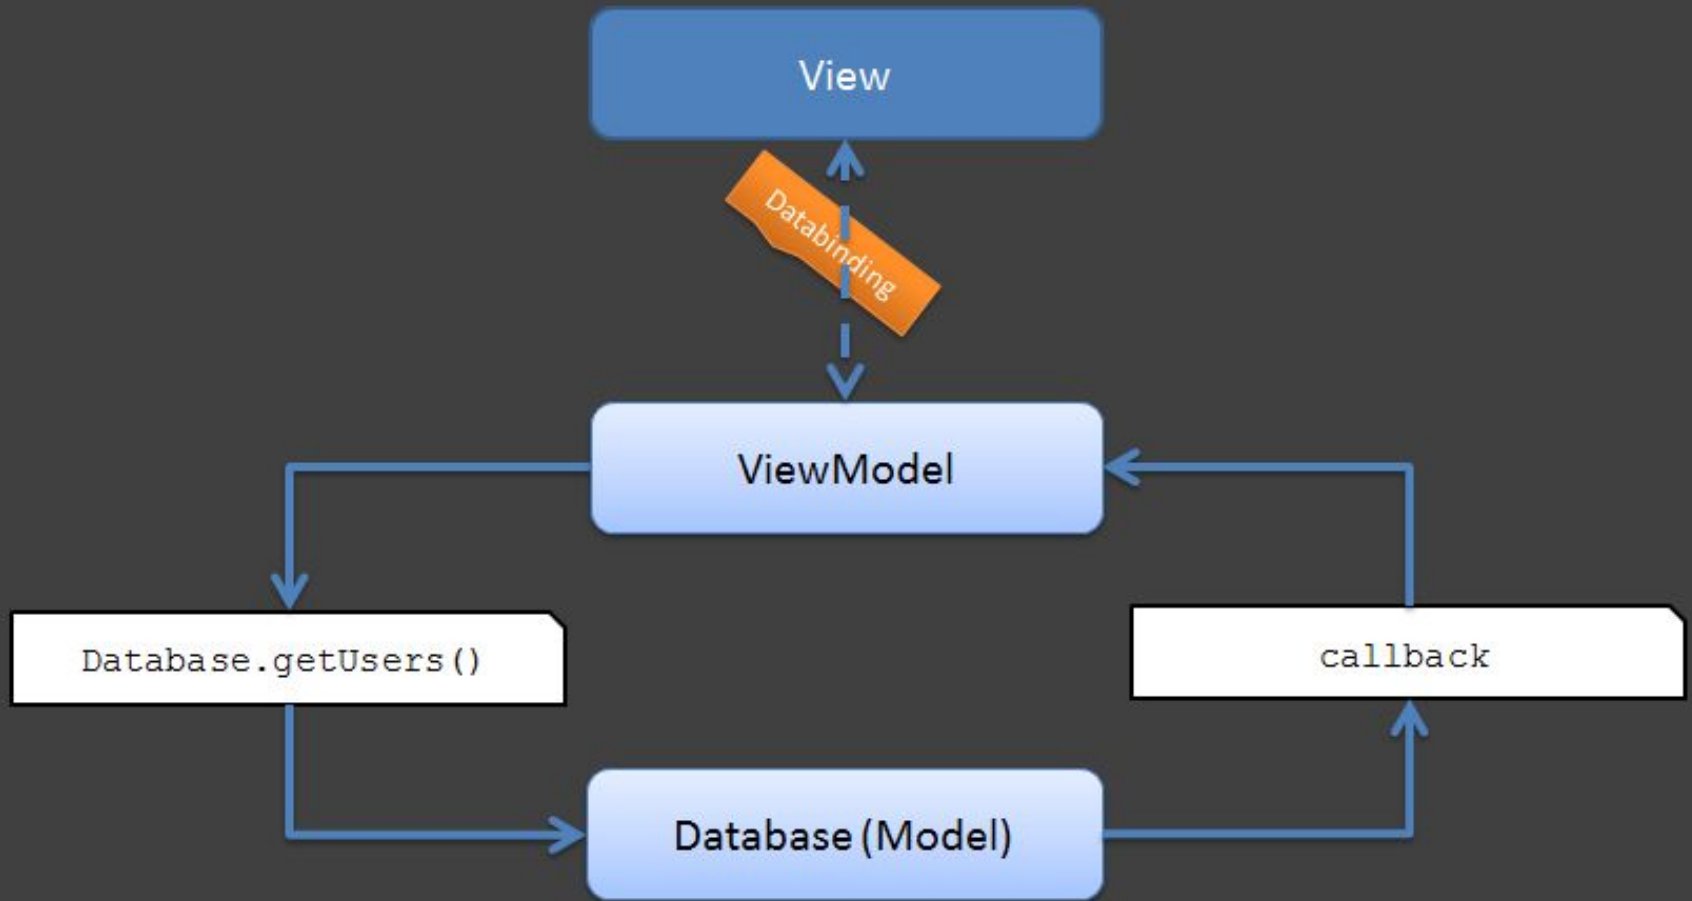 View
Databinding
ViewModel
Database.getUsers()
callback
Database (Model)